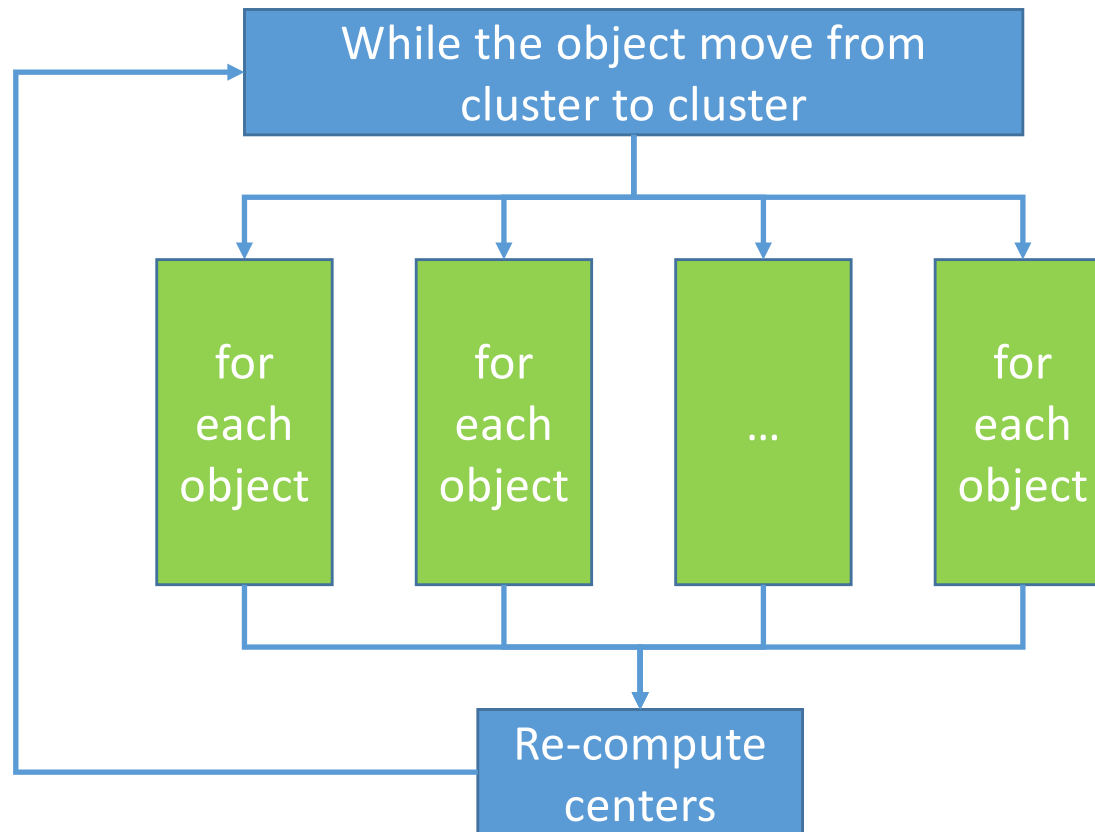 While the object move from
cluster to cluster
for
each
object
for
each
object
...
for
each
object
Re-compute
centers